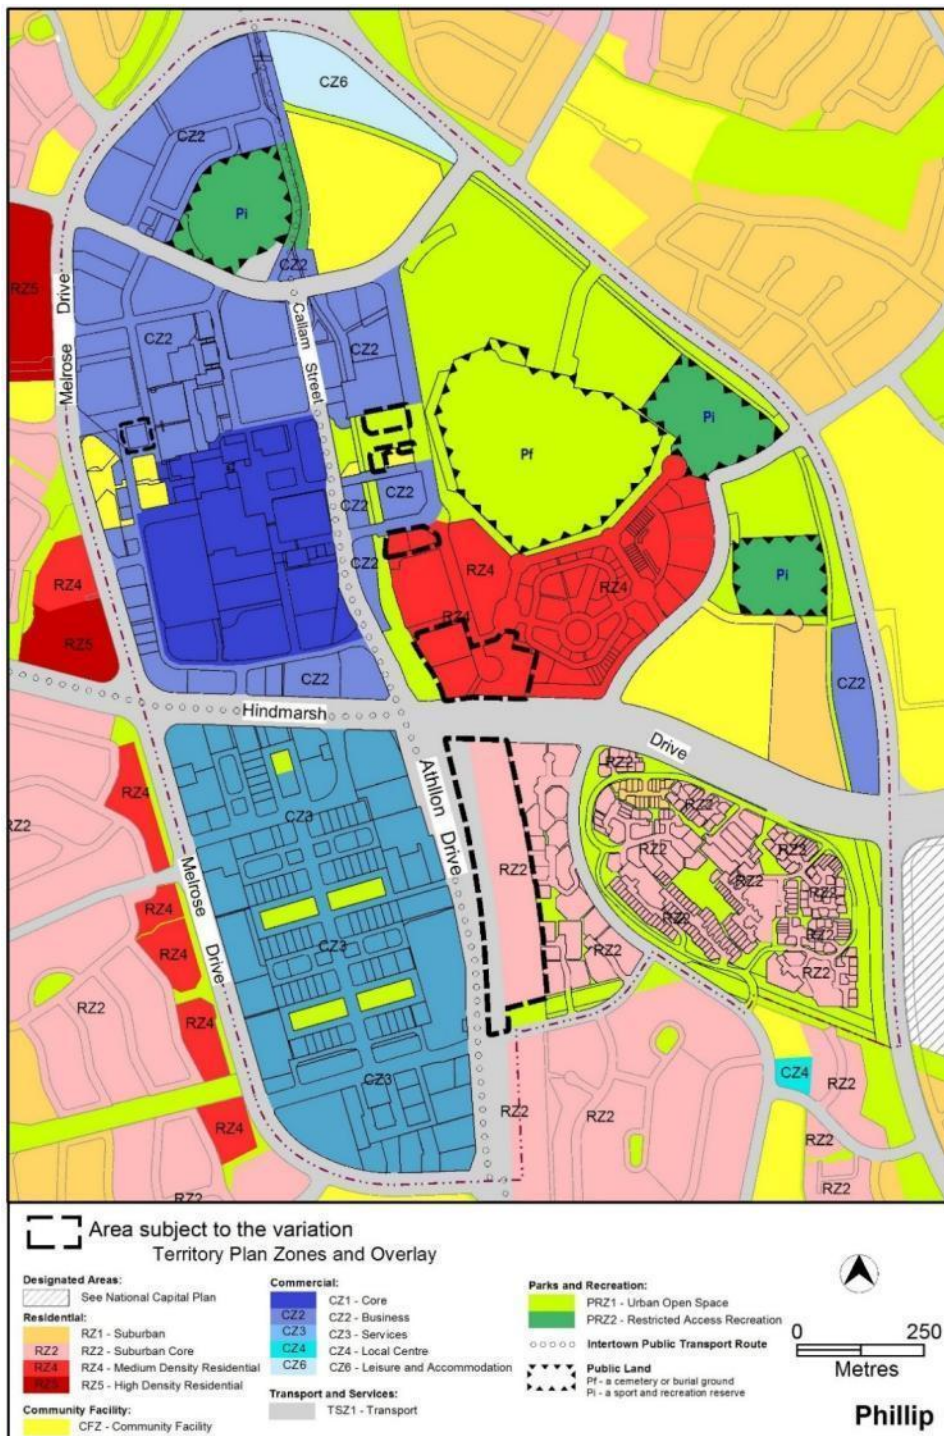 CZ6
CZ2
Pi
CZ2
RZ5
Melrose Drive
CZ2
Callam Street
CZ2
Pi
Pf
CZ2
CZ2
Pi
CZ2
RZ4
RZ4
RZ4
RZ4
RZ5
CZ2
CZ2
Hindmarsh
Drive
RZ2
RZ2
CZ3
Athllon Drive
RZ4
RZ2
RZ2
RZ2
RZ2
RZ2
RZ2
Melrose Drive
RZ4
CZ3
RZ2
RZ2
RZ2
RZ4
RZ2
RZ4
CZ3
RZ2
RZ2
CZ4
RZ2
RZ4
RZ2
RZ2
RZ2
Area subject to the variation
Territory Plan Zones and Overlay
Designated Areas:
See National Capital Plan
Residential:
RZ1 - Suburban
RZ2 RZ2 - Suburban Core
RZ4 RZ4 - Medium Density Residential
RZ5 RZ5 - High Density Residential
Community Facility:
CFZ - Community Facility
Commercial:
CZ1 - Core
CZ2 CZ2 - Business
CZ3 CZ3 - Services
CZ4 CZ4 - Local Centre
CZ6 CZ6 - Leisure and Accommodation
Transport and Services:
TSZ1 - Transport
Parks and Recreation:
PRZ1 - Urban Open Space
PRZ2 - Restricted Access Recreation
Intertown Public Transport Route
Public Land
Pf - a cemetery or burial ground
Pi - a sport and recreation reserve
0 250
Metres
Phillip